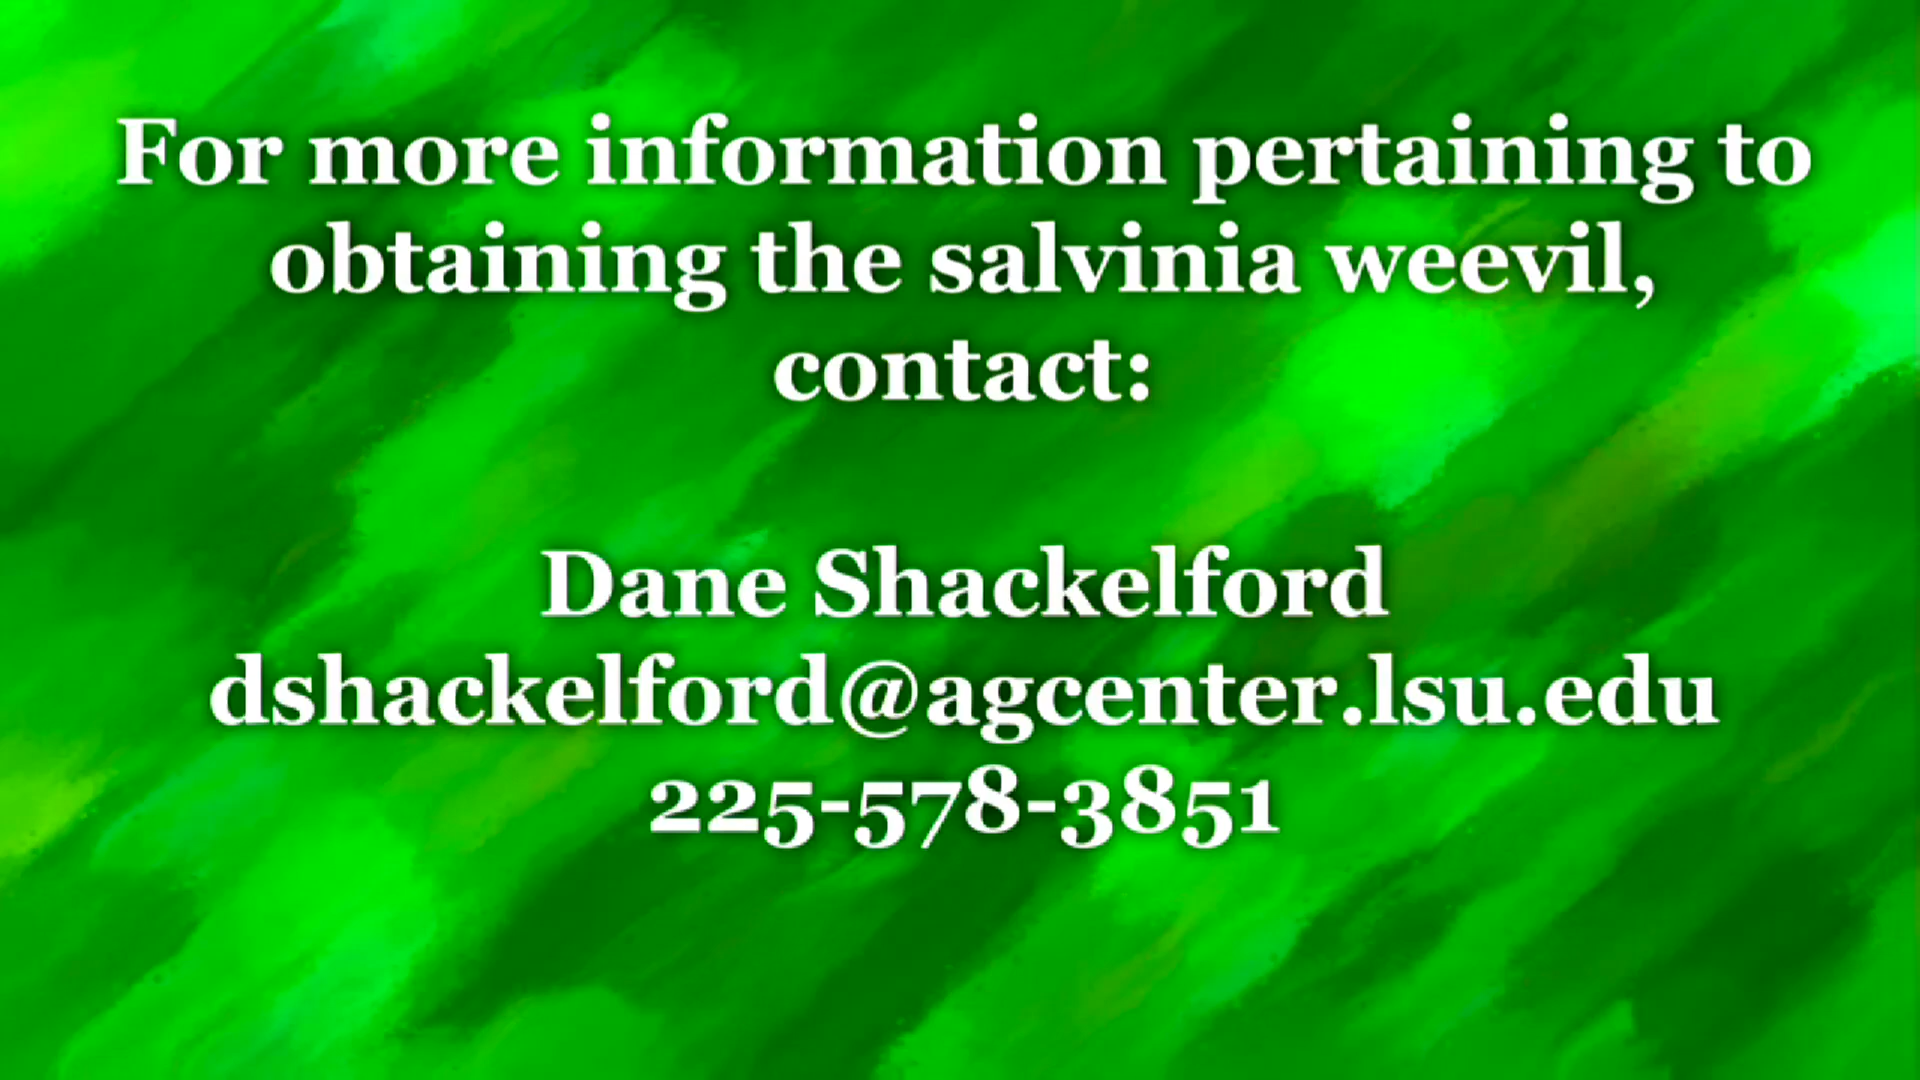 For more information pertaining to
obtaining the salvinia weevil,
contact:
Dane Shackelford
dshackelford@agcenter.lsu.edu
225-578-3851